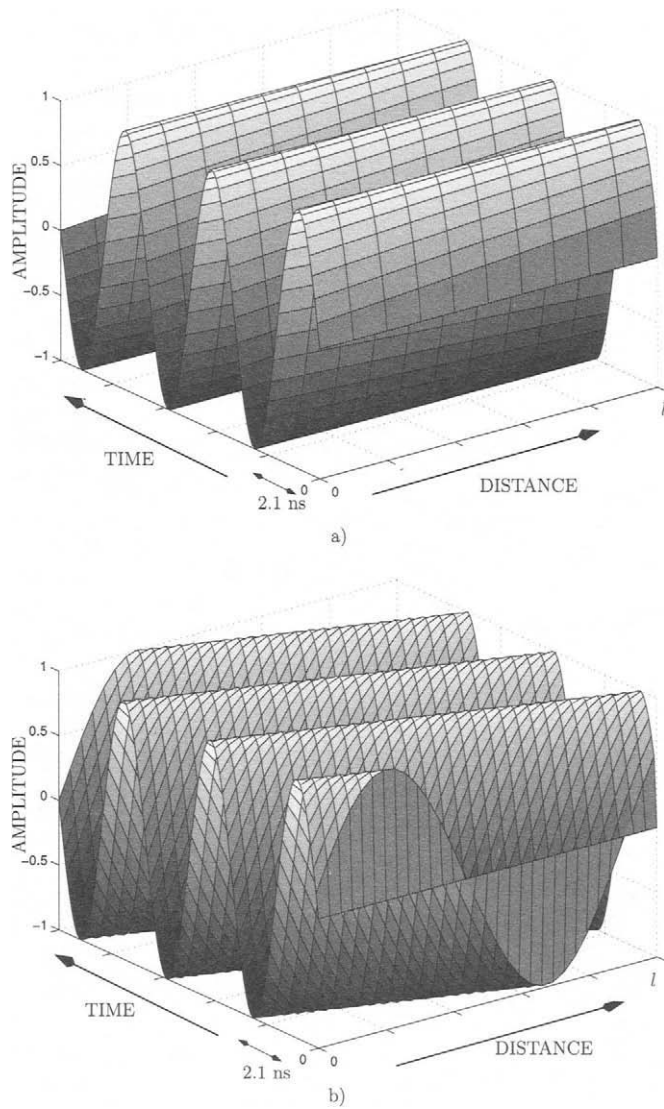 1
0.5
0
-0.5
-1
AMPLITUDE
TIME
2.1 ns
0
0
DISTANCE
l
a)
1
0.5
0
-0.5
-1
AMPLITUDE
TIME
2.1 ns
0
0
DISTANCE
l
b)